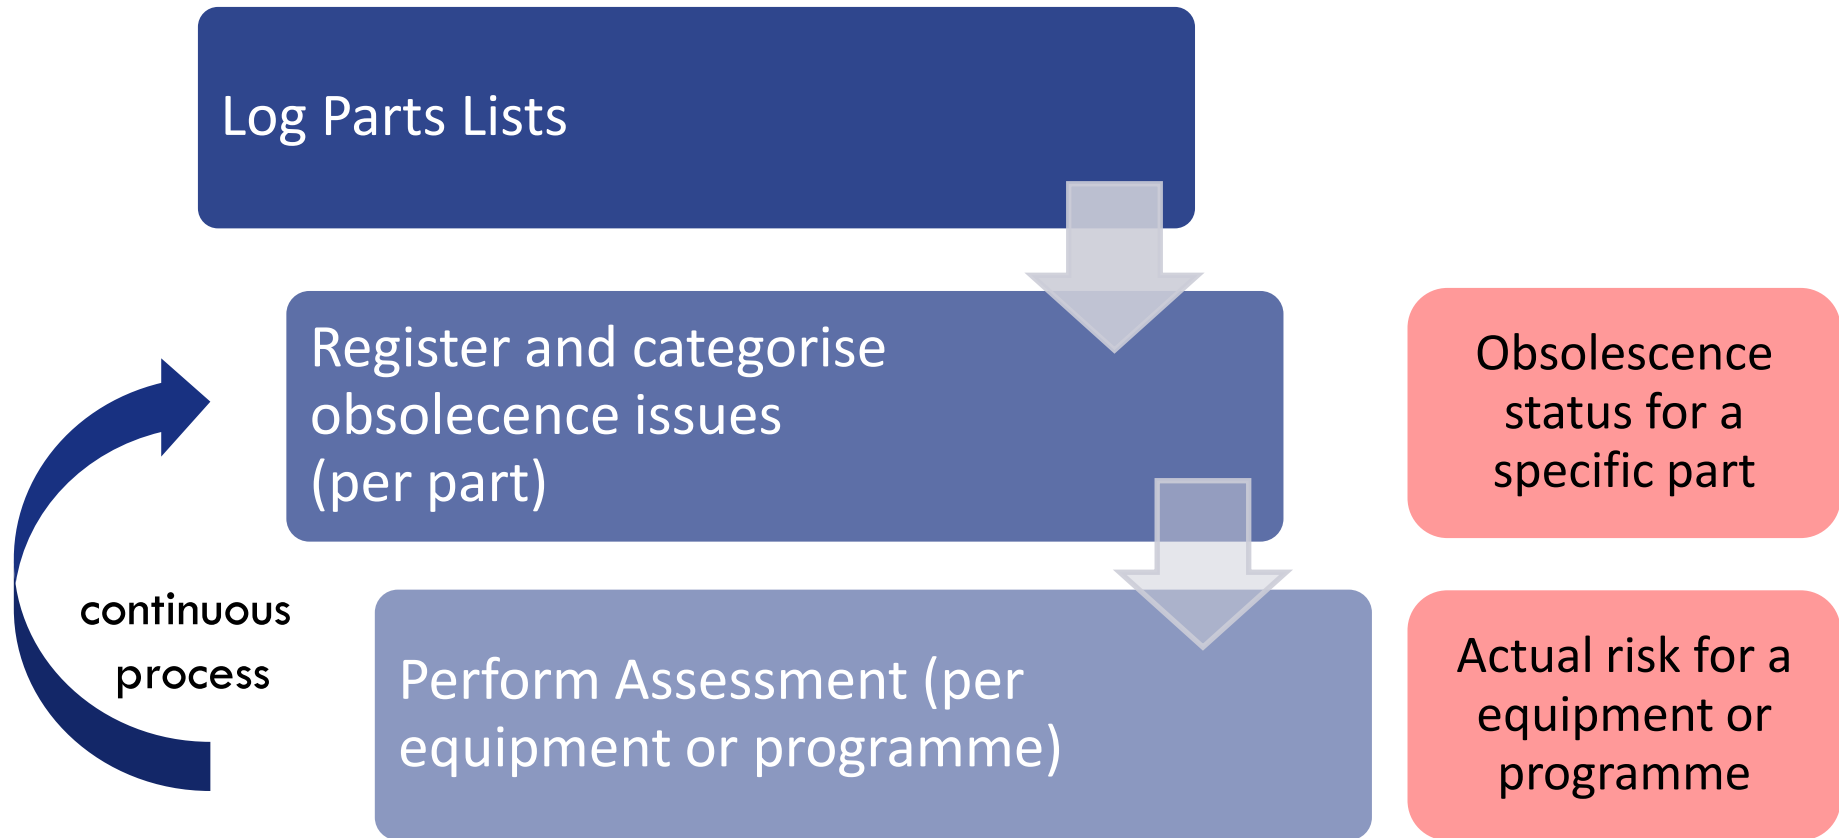 Log Parts Lists
Register and categorise
obsolecence issues
(per part)
Obsolescence
status for a
specific part
continuous
process
Perform Assessment (per
equipment or programme)
Actual risk for a
equipment or
programme